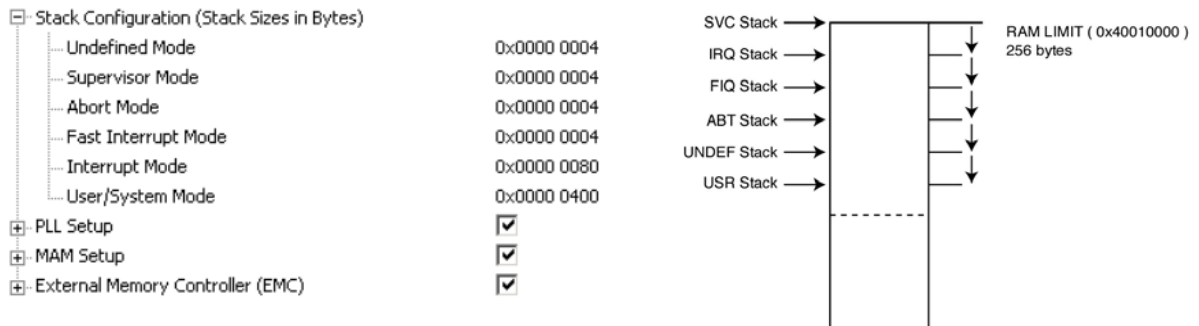 Stack Configuration (Stack Sizes in Bytes)
Undefined Mode 0x0000 0004
Supervisor Mode 0x0000 0004
Abort Mode 0x0000 0004
Fast Interrupt Mode 0x0000 0004
Interrupt Mode 0x0000 0080
User/System Mode 0x0000 0400
PLL Setup
MAM Setup
External Memory Controller (EMC)
SVC Stack
IRQ Stack
FIQ Stack
ABT Stack
UNDEF Stack
USR Stack
RAM LIMIT ( 0x40010000 )
256 bytes